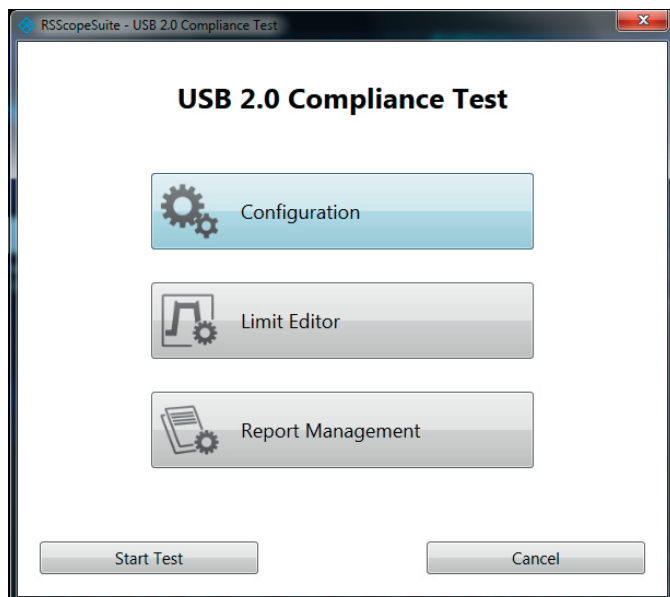 RSScopeSuite - USB 2.0 Compliance Test
USB 2.0 Compliance Test
Configuration
Limit Editor
Report Management
Start Test
Cancel